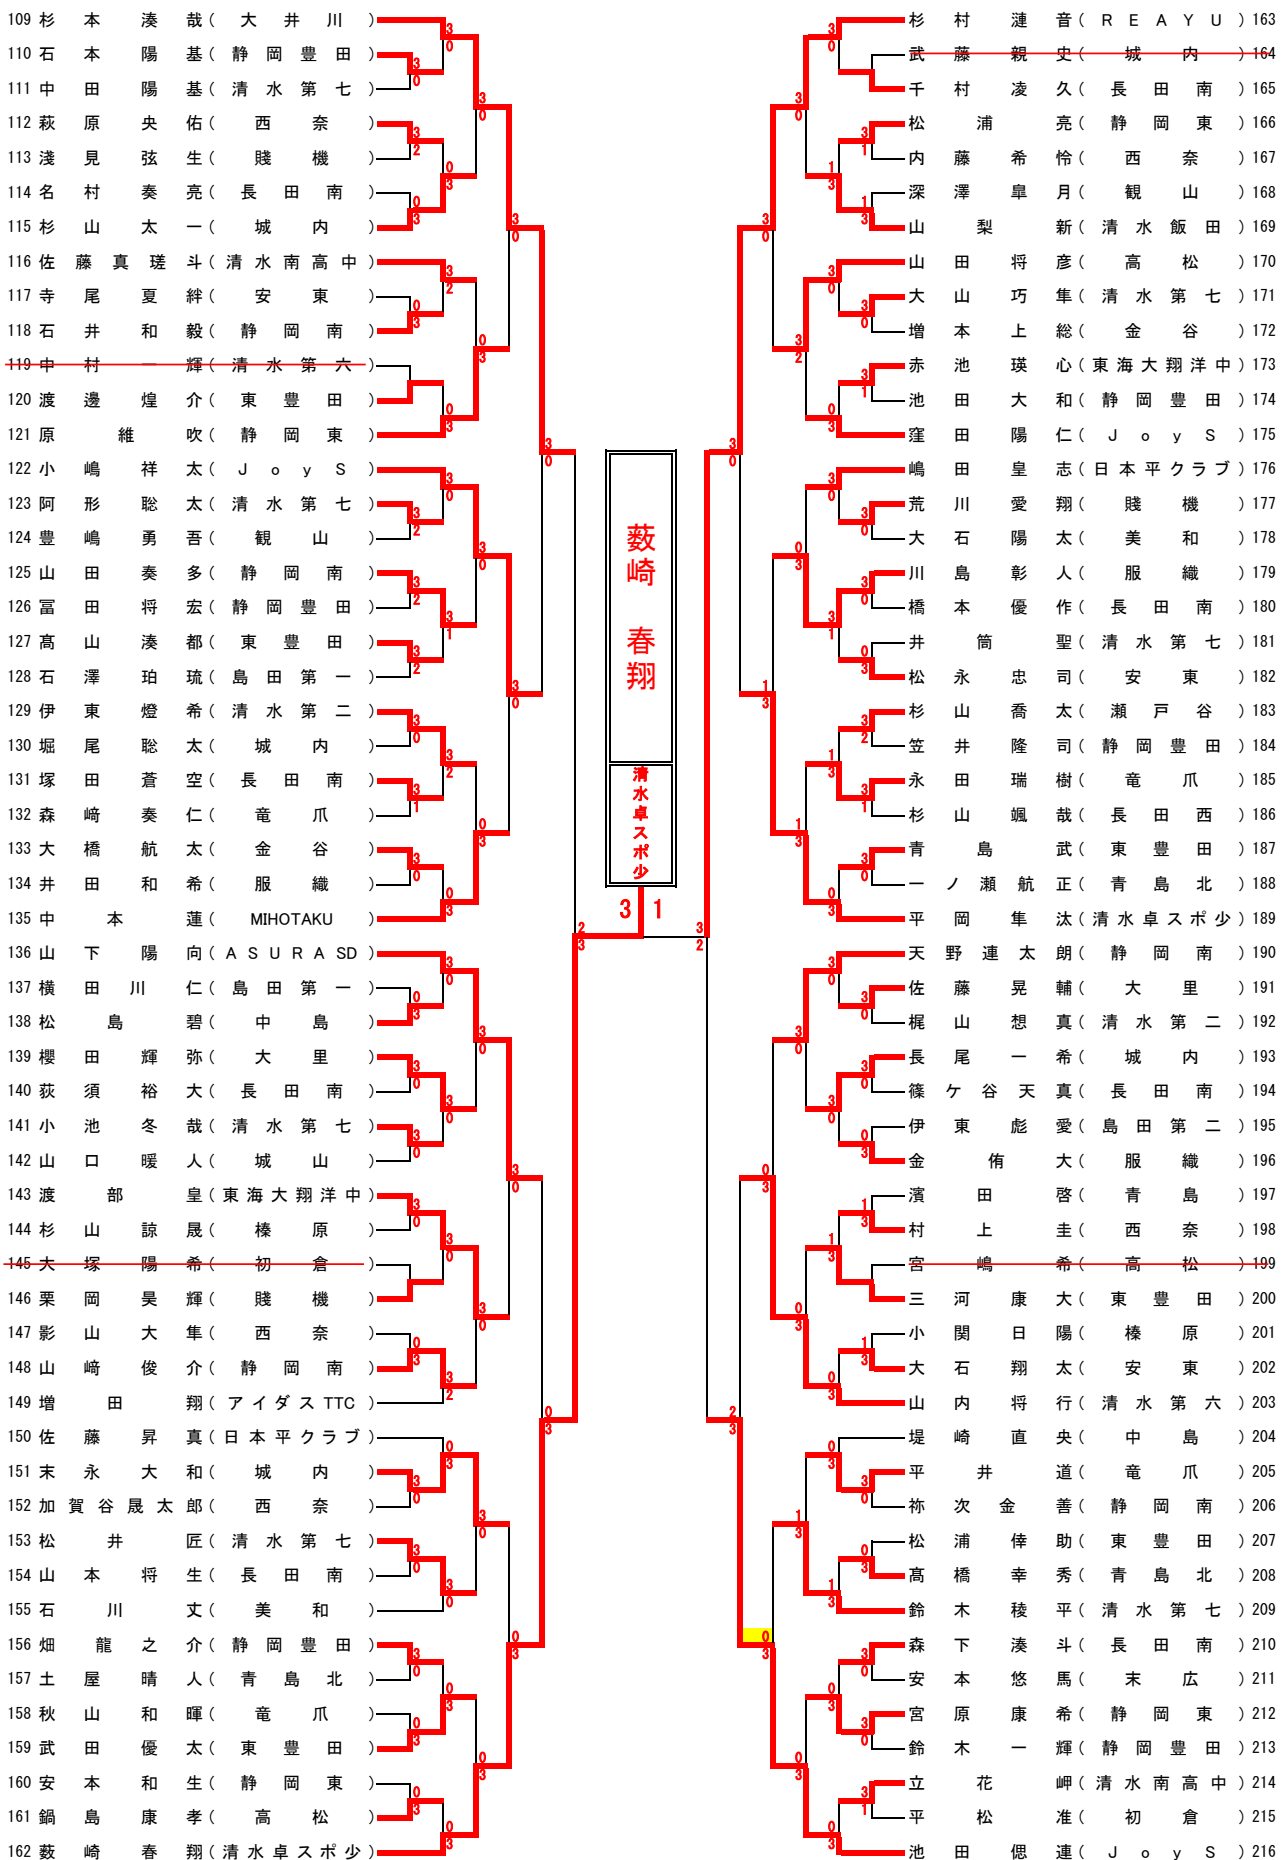 109 杉本湊哉(大井川)
110 石本陽基(静岡豊田)
111 中田陽基(清水第七)
112 萩原央佑(西奈)
113 淺見弦生(賤機)
114 名村奏亮(長田南)
115 杉山太一(城内)
116 佐藤真瑳斗(清水南高中)
117 寺尾夏絆(安東)
118 石井和毅(静岡南)
119 中村一輝(清水第六)
120 渡邊煌介(東豊田)
121 原維吹(静岡東)
122 小嶋祥太(JoyS)
123 阿形聡太(清水第七)
124 豊嶋勇吾(観山)
125 山田奏多(静岡南)
126 冨田将宏(静岡豊田)
127 髙山湊都(東豊田)
128 石澤珀琉(島田第一)
129 伊東燈希(清水第二)
130 堀尾聡太(城内)
131 塚田蒼空(長田南)
132 森﨑奏仁(竜爪)
133 大橋航太(金谷)
134 井田和希(服織)
135 中本蓮(MIHOTAKU)
136 山下陽向(ASURASD)
137 横田川仁(島田第一)
138 松島碧(中島)
139 櫻田輝弥(大里)
140 荻須裕大(長田南)
141 小池冬哉(清水第七)
142 山口暖人(城山)
143 渡部皇(東海大翔洋中)
144 杉山諒晟(榛原)
145 大塚陽希(初倉)
146 栗岡昊輝(賤機)
147 影山大隼(西奈)
148 山﨑俊介(静岡南)
149 増田翔(アイダスTTC)
150 佐藤昇真(日本平クラブ)
151 末永大和(城内)
152 加賀谷晟太郎(西奈)
153 松井匠(清水第七)
154 山本将生(長田南)
155 石川丈(美和)
156 畑龍之介(静岡豊田)
157 土屋晴人(青島北)
158 秋山和暉(竜爪)
159 武田優太(東豊田)
160 安本和生(静岡東)
161 鍋島康孝(高松)
162 薮崎春翔(清水卓スポ少)
薮崎 春翔
清水卓スポ少
3 1
杉村漣音(REAYU)163
武藤親史(城内)164
千村凌久(長田南)165
松浦亮(静岡東)166
内藤希怜(西奈)167
深澤皐月(観山)168
山梨新(清水飯田)169
山田将彦(高松)170
大山巧隼(清水第七)171
増本上総(金谷)172
赤池瑛心(東海大翔洋中)173
池田大和(静岡豊田)174
窪田陽仁(JoyS)175
嶋田皇志(日本平クラブ)176
荒川愛翔(賤機)177
大石陽太(美和)178
川島彰人(服織)179
橋本優作(長田南)180
井筒聖(清水第七)181
松永忠司(安東)182
杉山喬太(瀬戸谷)183
笠井隆司(静岡豊田)184
永田瑞樹(竜爪)185
杉山颯哉(長田西)186
青島武(東豊田)187
一ノ瀬航正(青島北)188
平岡隼汰(清水卓スポ少)189
天野連太朗(静岡南)190
佐藤晃輔(大里)191
梶山想真(清水第二)192
長尾一希(城内)193
篠ケ谷天真(長田南)194
伊東彪愛(島田第二)195
金侑大(服織)196
濱田啓(青島)197
村上圭(西奈)198
宮嶋希(高松)199
三河康大(東豊田)200
小関日陽(榛原)201
大石翔太(安東)202
山内将行(清水第六)203
堤崎直央(中島)204
平井道(竜爪)205
祢次金善(静岡南)206
松浦倖助(東豊田)207
髙橋幸秀(青島北)208
鈴木稜平(清水第七)209
森下湊斗(長田南)210
安本悠馬(末広)211
宮原康希(静岡東)212
鈴木一輝(静岡豊田)213
立花岬(清水南高中)214
平松准(初倉)215
池田偲連(JoyS)216